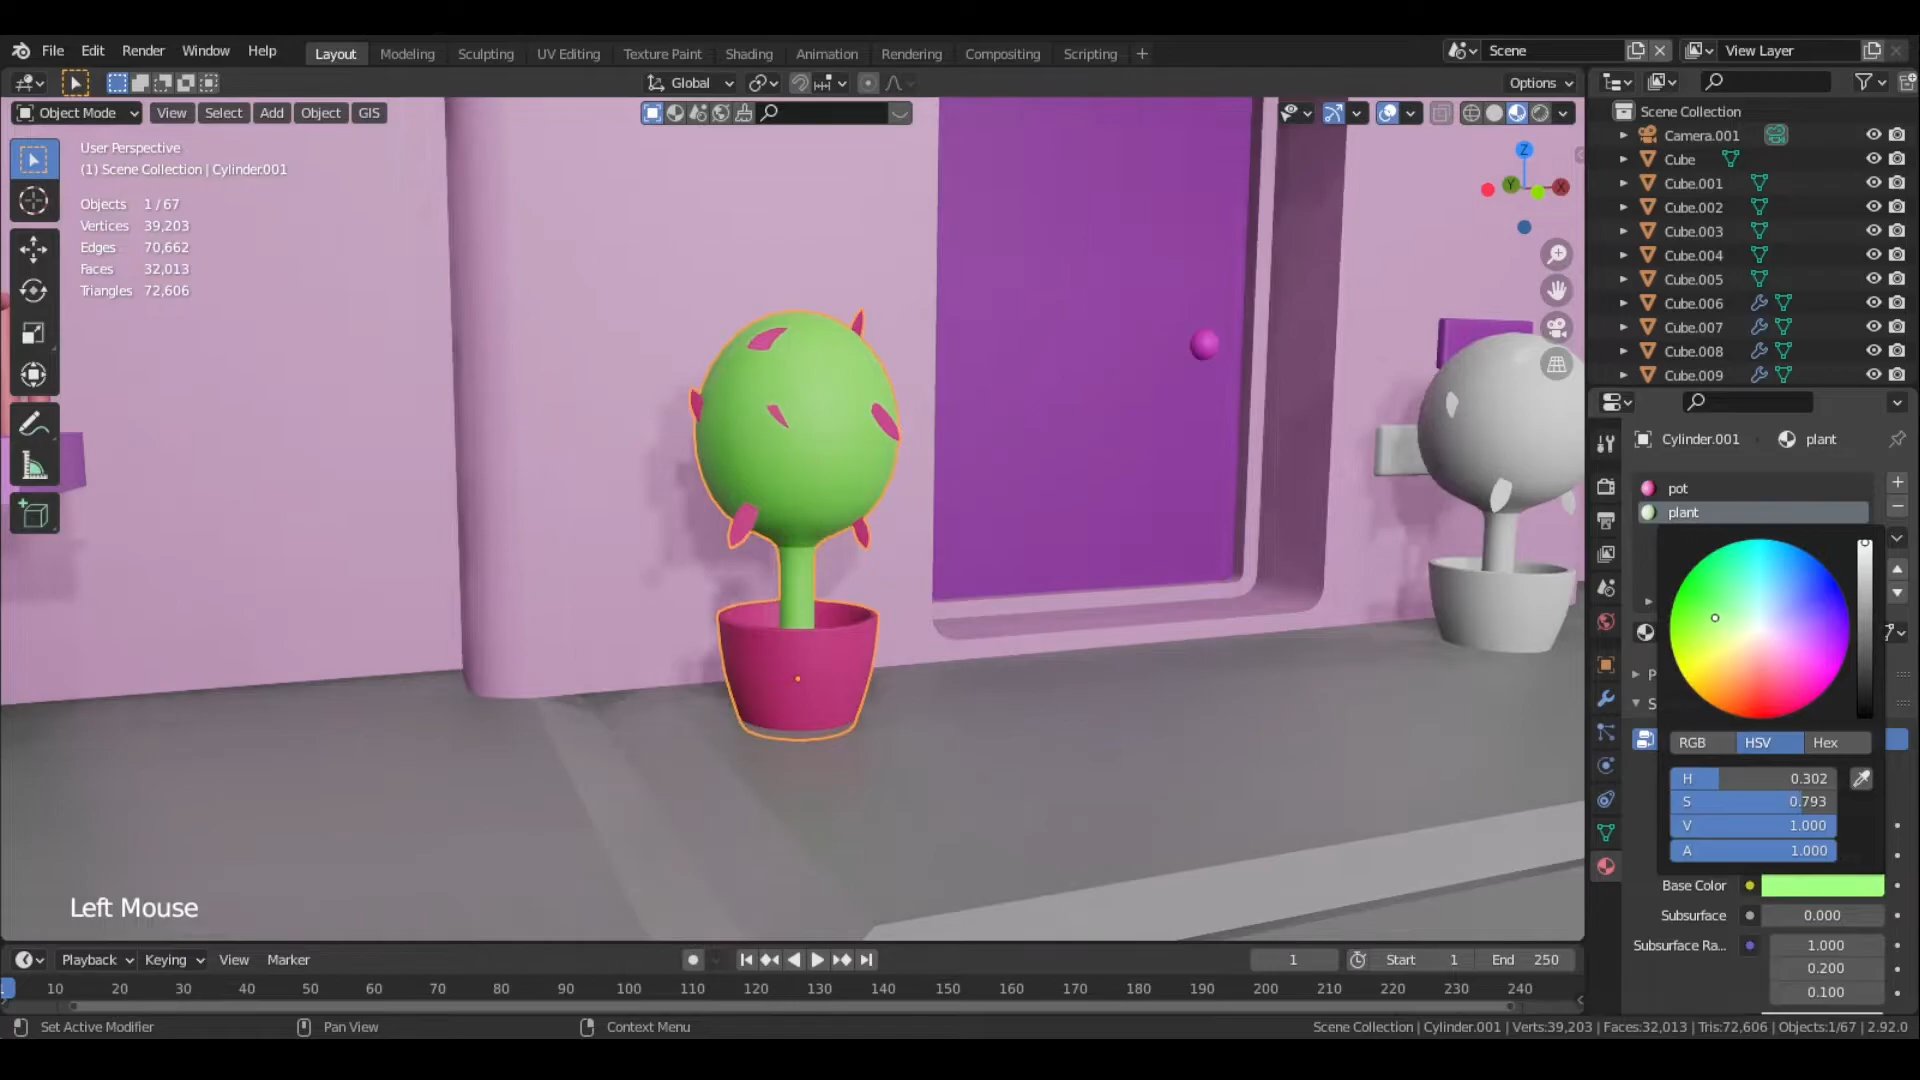 File Edit Render Window Help Layout Modeling Sculpting UV Editing Texture Paint Shading Animation Rendering Compositing Scripting + Scene View Layer
Global Options
Object Mode View Select Add Object GIS
User Perspective
(1) Scene Collection | Cylinder.001
Objects 1 / 67
Vertices 39,203
Edges 70,662
Faces 32,013
Triangles 72,606
Z
Y X
Left Mouse
Scene Collection
Camera.001
Cube
Cube.001
Cube.002
Cube.003
Cube.004
Cube.005
Cube.006
Cube.007
Cube.008
Cube.009
Cylinder.001 plant
pot
plant
P
S
RGB HSV Hex
H 0.302
S 0.793
V 1.000
A 1.000
Base Color
Subsurface 0.000
Subsurface Ra... 1.000
0.200
0.100
Playback Keying View Marker 1 Start 1 End 250
1 10 20 30 40 50 60 70 80 90 100 110 120 130 140 150 160 170 180 190 200 210 220 230 240
Set Active Modifier Pan View Context Menu Scene Collection | Cylinder.001 | Verts:39,203 | Faces:32,013 | Tris:72,606 | Objects:1/67 | 2.92.0